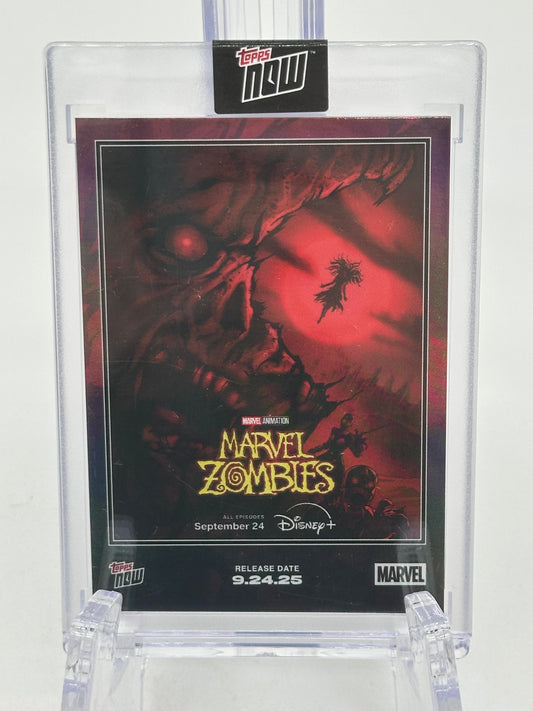 topps
NOW
TM
MARVEL ANIMATION
MARVEL
ZOMBIES
ALL EPISODES
September 24 Disney+
topps
NOW
RELEASE DATE
9.24.25
MARVEL